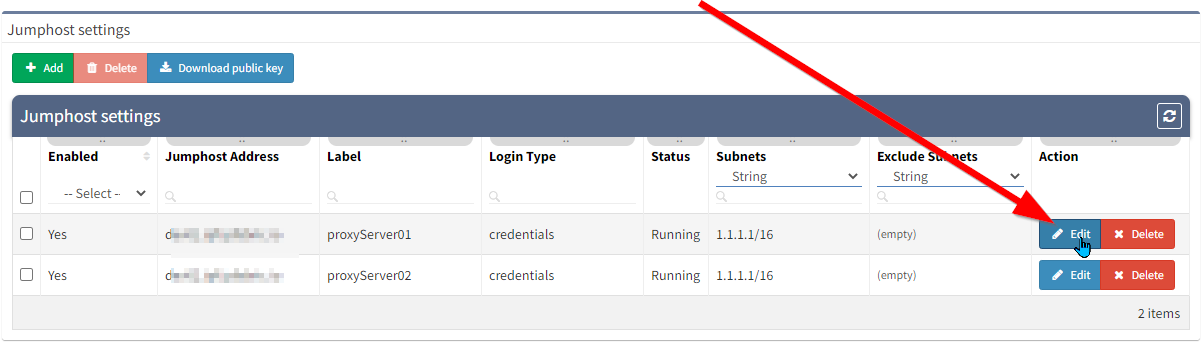 Jumphost settings
Add Delete Download public key
Jumphost settings
Enabled Jumphost Address Label Login Type Status Subnets Exclude Subnets Action
-- Select - String String
Yes proxyServer01 credentials Running 1.1.1.1/16 (empty) Edit Delete
Yes proxyServer02 credentials Running 1.1.1.1/16 (empty) Edit Delete
2 items